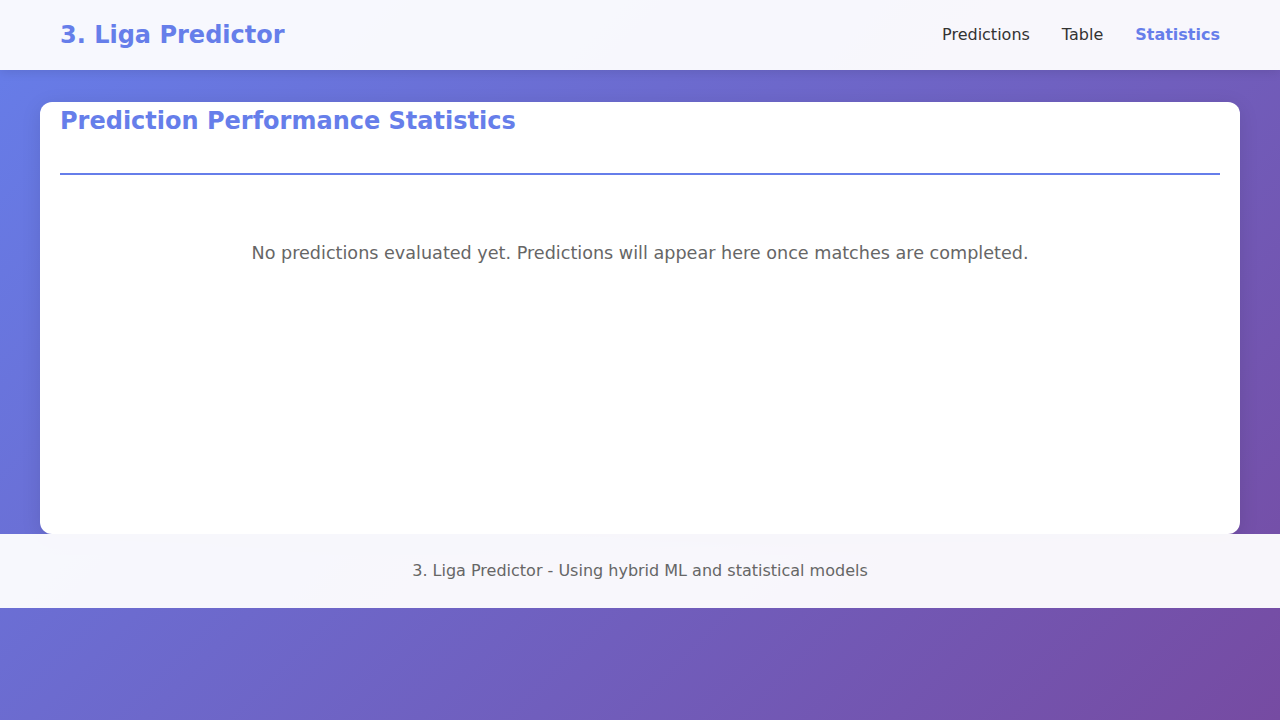 3. Liga Predictor
Predictions
Table
Statistics
Prediction Performance Statistics
No predictions evaluated yet. Predictions will appear here once matches are completed.
3. Liga Predictor - Using hybrid ML and statistical models